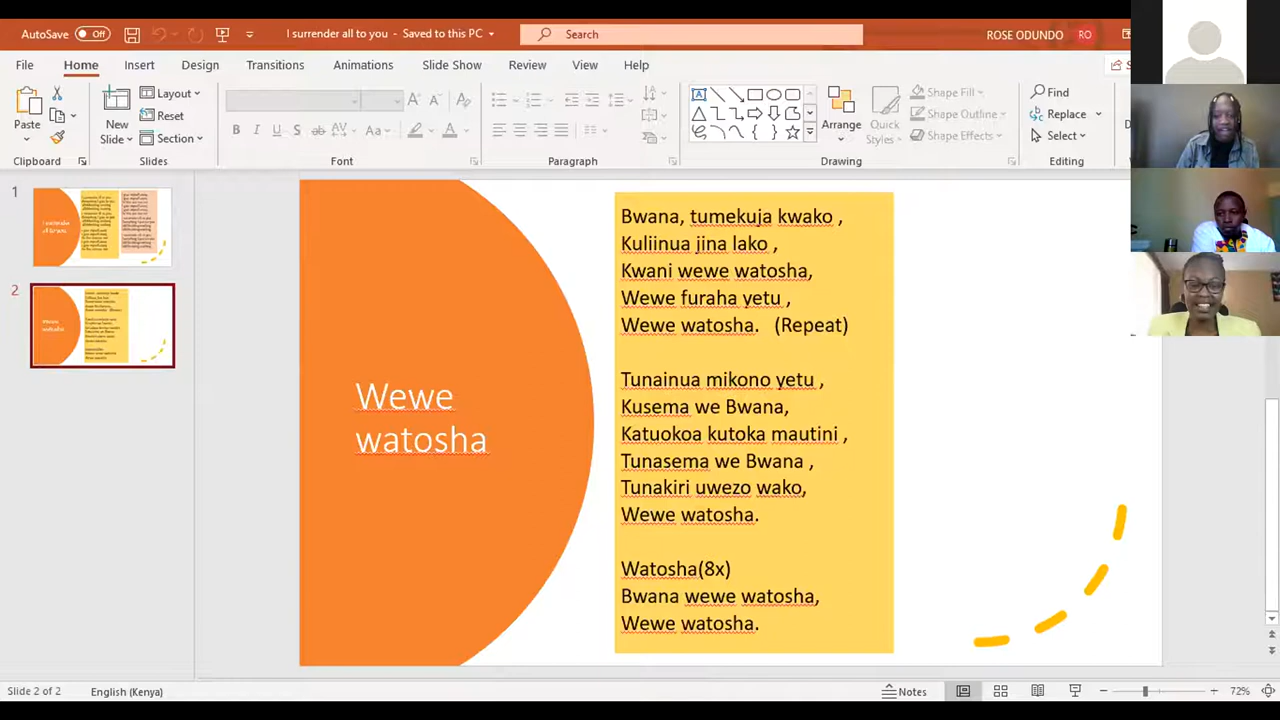 AutoSave Off
I surrender all to you - Saved to this PC
Search
ROSE ODUNDO RO
File Home Insert Design Transitions Animations Slide Show Review View Help
Paste
Clipboard
New
Slide
Layout
Reset
Section
Slides
B I U S ab AV Aa A
Font
Paragraph
Arrange
Quick
Styles
Shape Fill
Shape Outline
Shape Effects
Drawing
Find
Replace
Select
Editing
1
2
Wewe
watosha
Bwana, tumekuja kwako ,
Kuliinua jina lako ,
Kwani wewe watosha,
Wewe furaha yetu ,
Wewe watosha. (Repeat)
Tunainua mikono yetu ,
Kusema we Bwana,
Katuokoa kutoka mautini ,
Tunasema we Bwana ,
Tunakiri uwezo wako,
Wewe watosha.
Watosha(8x)
Bwana wewe watosha,
Wewe watosha.
Slide 2 of 2
English (Kenya)
Notes
72%